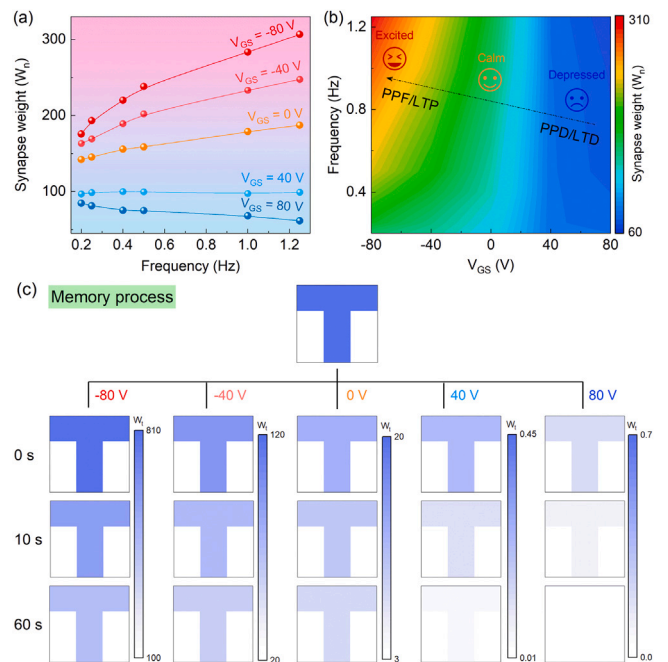 (a)
Synapse weight (Wn)
300
200
100
VGS = -80 V
VGS = -40 V
VGS = 0 V
VGS = 40 V
VGS = 80 V
0.2 0.4 0.6 0.8 1.0 1.2
Frequency (Hz)
(b)
Frequency (Hz)
1.2
0.8
0.4
Excited
Calm
Depressed
PPF/LTP
PPD/LTD
-80 -40 0 40 80
VGS (V)
310
Synapse weight (Wn)
60
(c) Memory process
-80 V -40 V 0 V 40 V 80 V
0 s
10 s
60 s
Wt
810
100
Wt
120
20
Wt
20
3
Wt
0.45
0.01
Wt
0.7
0.0